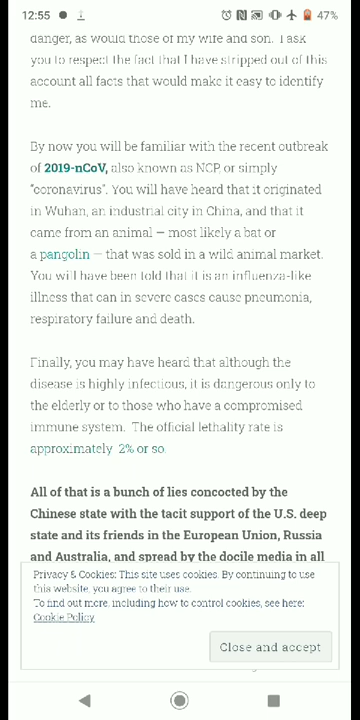 12:55
47%
danger, as would those of my wife and son. I ask
you to respect the fact that I have stripped out of this
account all facts that would make it easy to identify
me.
By now you will be familiar with the recent outbreak
of 2019-nCoV, also known as NCP, or simply
"coronavirus". You will have heard that it originated
in Wuhan, an industrial city in China, and that it
came from an animal — most likely a bat or
a pangolin — that was sold in a wild animal market.
You will have been told that it is an influenza-like
illness that can in severe cases cause pneumonia,
respiratory failure and death.
Finally, you may have heard that although the
disease is highly infectious, it is dangerous only to
the elderly or to those who have a compromised
immune system. The official lethality rate is
approximately 2% or so.
All of that is a bunch of lies concocted by the
Chinese state with the tacit support of the U.S. deep
state and its friends in the European Union, Russia
and Australia, and spread by the docile media in all
Privacy & Cookies: This site uses cookies. By continuing to use
this website, you agree to their use.
To find out more, including how to control cookies, see here:
Cookie Policy
Close and accept